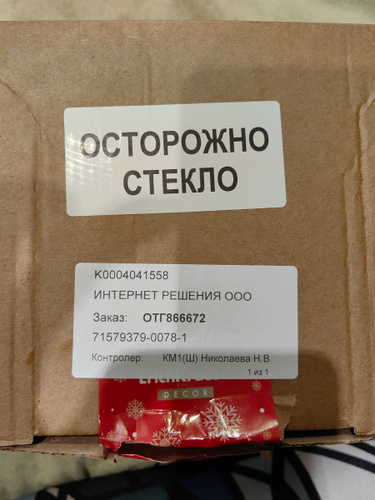 ОСТОРОЖНО
СТЕКЛО
K0004041558
ИНТЕРНЕТ РЕШЕНИЯ ООО
Заказ: ОТГ866672
71579379-0078-1
Контролер: КМ1(Ш) Николаева Н.В
1 из 1
DECOR